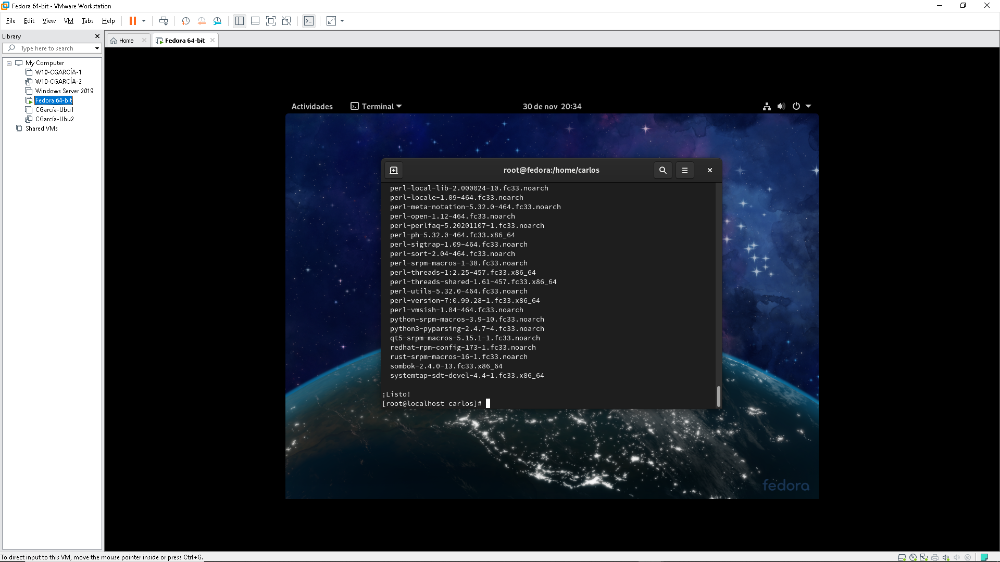 Fedora 64-bit - VMware Workstation
File Edit View VM Tabs Help
Library
Home
Fedora 64-bit
Type here to search
My Computer
W10-CGARCÍA-1
W10-CGARCÍA-2
Windows Server 2019
Fedora 64-bit
CGarcía-Ubu1
CGarcía-Ubu2
Shared VMs
Actividades
Terminal
30 de nov 20:34
root@fedora:/home/carlos
perl-local-lib-2.000024-10.fc33.noarch
perl-locale-1.09-464.fc33.noarch
perl-meta-notation-5.32.0-464.fc33.noarch
perl-open-1.12-464.fc33.noarch
perl-perlfaq-5.20201107-1.fc33.noarch
perl-ph-5.32.0-464.fc33.x86_64
perl-sigtrap-1.09-464.fc33.noarch
perl-sort-2.04-464.fc33.noarch
perl-srpm-macros-1-38.fc33.noarch
perl-threads-1:2.25-457.fc33.x86_64
perl-threads-shared-1.61-457.fc33.x86_64
perl-utils-5.32.0-464.fc33.noarch
perl-version-7:0.99.28-1.fc33.x86_64
perl-vmsish-1.04-464.fc33.noarch
python-srpm-macros-3.9-10.fc33.noarch
python3-pyparsing-2.4.7-4.fc33.noarch
qt5-srpm-macros-5.15.1-1.fc33.noarch
redhat-rpm-config-173-1.fc33.noarch
rust-srpm-macros-16-1.fc33.noarch
sombok-2.4.0-13.fc33.x86_64
systemtap-sdt-devel-4.4-1.fc33.x86_64
¡Listo!
[root@localhost carlos]#
fedora
To direct input to this VM, move the mouse pointer inside or press Ctrl+G.